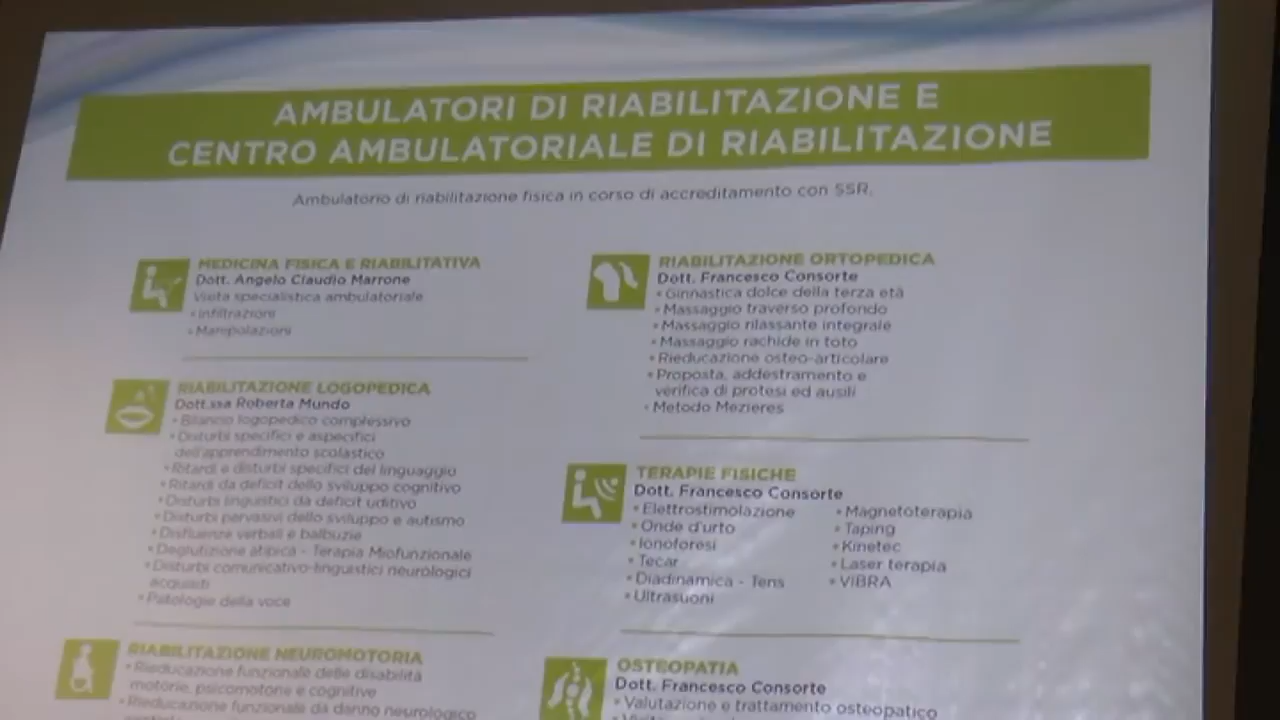 AMBULATORI DI RIABILITAZIONE E
CENTRO AMBULATORIALE DI RIABILITAZIONE
Ambulatorio di riabilitazione fisica in corso di accreditamento con SSR.
MEDICINA FISICA E RIABILITATIVA
Dott. Angelo Claudio Marrone
Visita specialistica ambulatoriale
• Infiltrazioni
• Manipolazioni
RIABILITAZIONE LOGOPEDICA
Dott.ssa Roberta Mundo
• Bilancio logopedico complessivo
• Disturbi specifici e aspecifici
dell'apprendimento scolastico
• Ritardi e disturbi specifici del linguaggio
• Ritardi da deficit dello sviluppo cognitivo
• Disturbi linguistici da deficit uditivo
• Disturbi pervasivi dello sviluppo e autismo
• Disfluenze verbali e balbuzie
• Deglutizione atipica - Terapia Miofunzionale
• Disturbi comunicativo-linguistici neurologici
acquisiti
• Patologie della voce
RIABILITAZIONE NEUROMOTORIA
• Rieducazione funzionale delle disabilità
motorie, psicomotorie e cognitive
• Rieducazione funzionale da danno neurologico
RIABILITAZIONE ORTOPEDICA
Dott. Francesco Consorte
• Ginnastica dolce della terza età
• Massaggio traverso profondo
• Massaggio rilassante integrale
• Massaggio rachide in toto
• Rieducazione osteo-articolare
• Proposta, addestramento e
verifica di protesi ed ausili
• Metodo Mezieres
TERAPIE FISICHE
Dott. Francesco Consorte
• Elettrostimolazione
• Onde d'urto
• Ionoforesi
• Tecar
• Diadinamica - Tens
• Ultrasuoni
• Magnetoterapia
• Taping
• Kinetec
• Laser terapia
• ViBRA
OSTEOPATIA
Dott. Francesco Consorte
• Valutazione e trattamento osteopatico